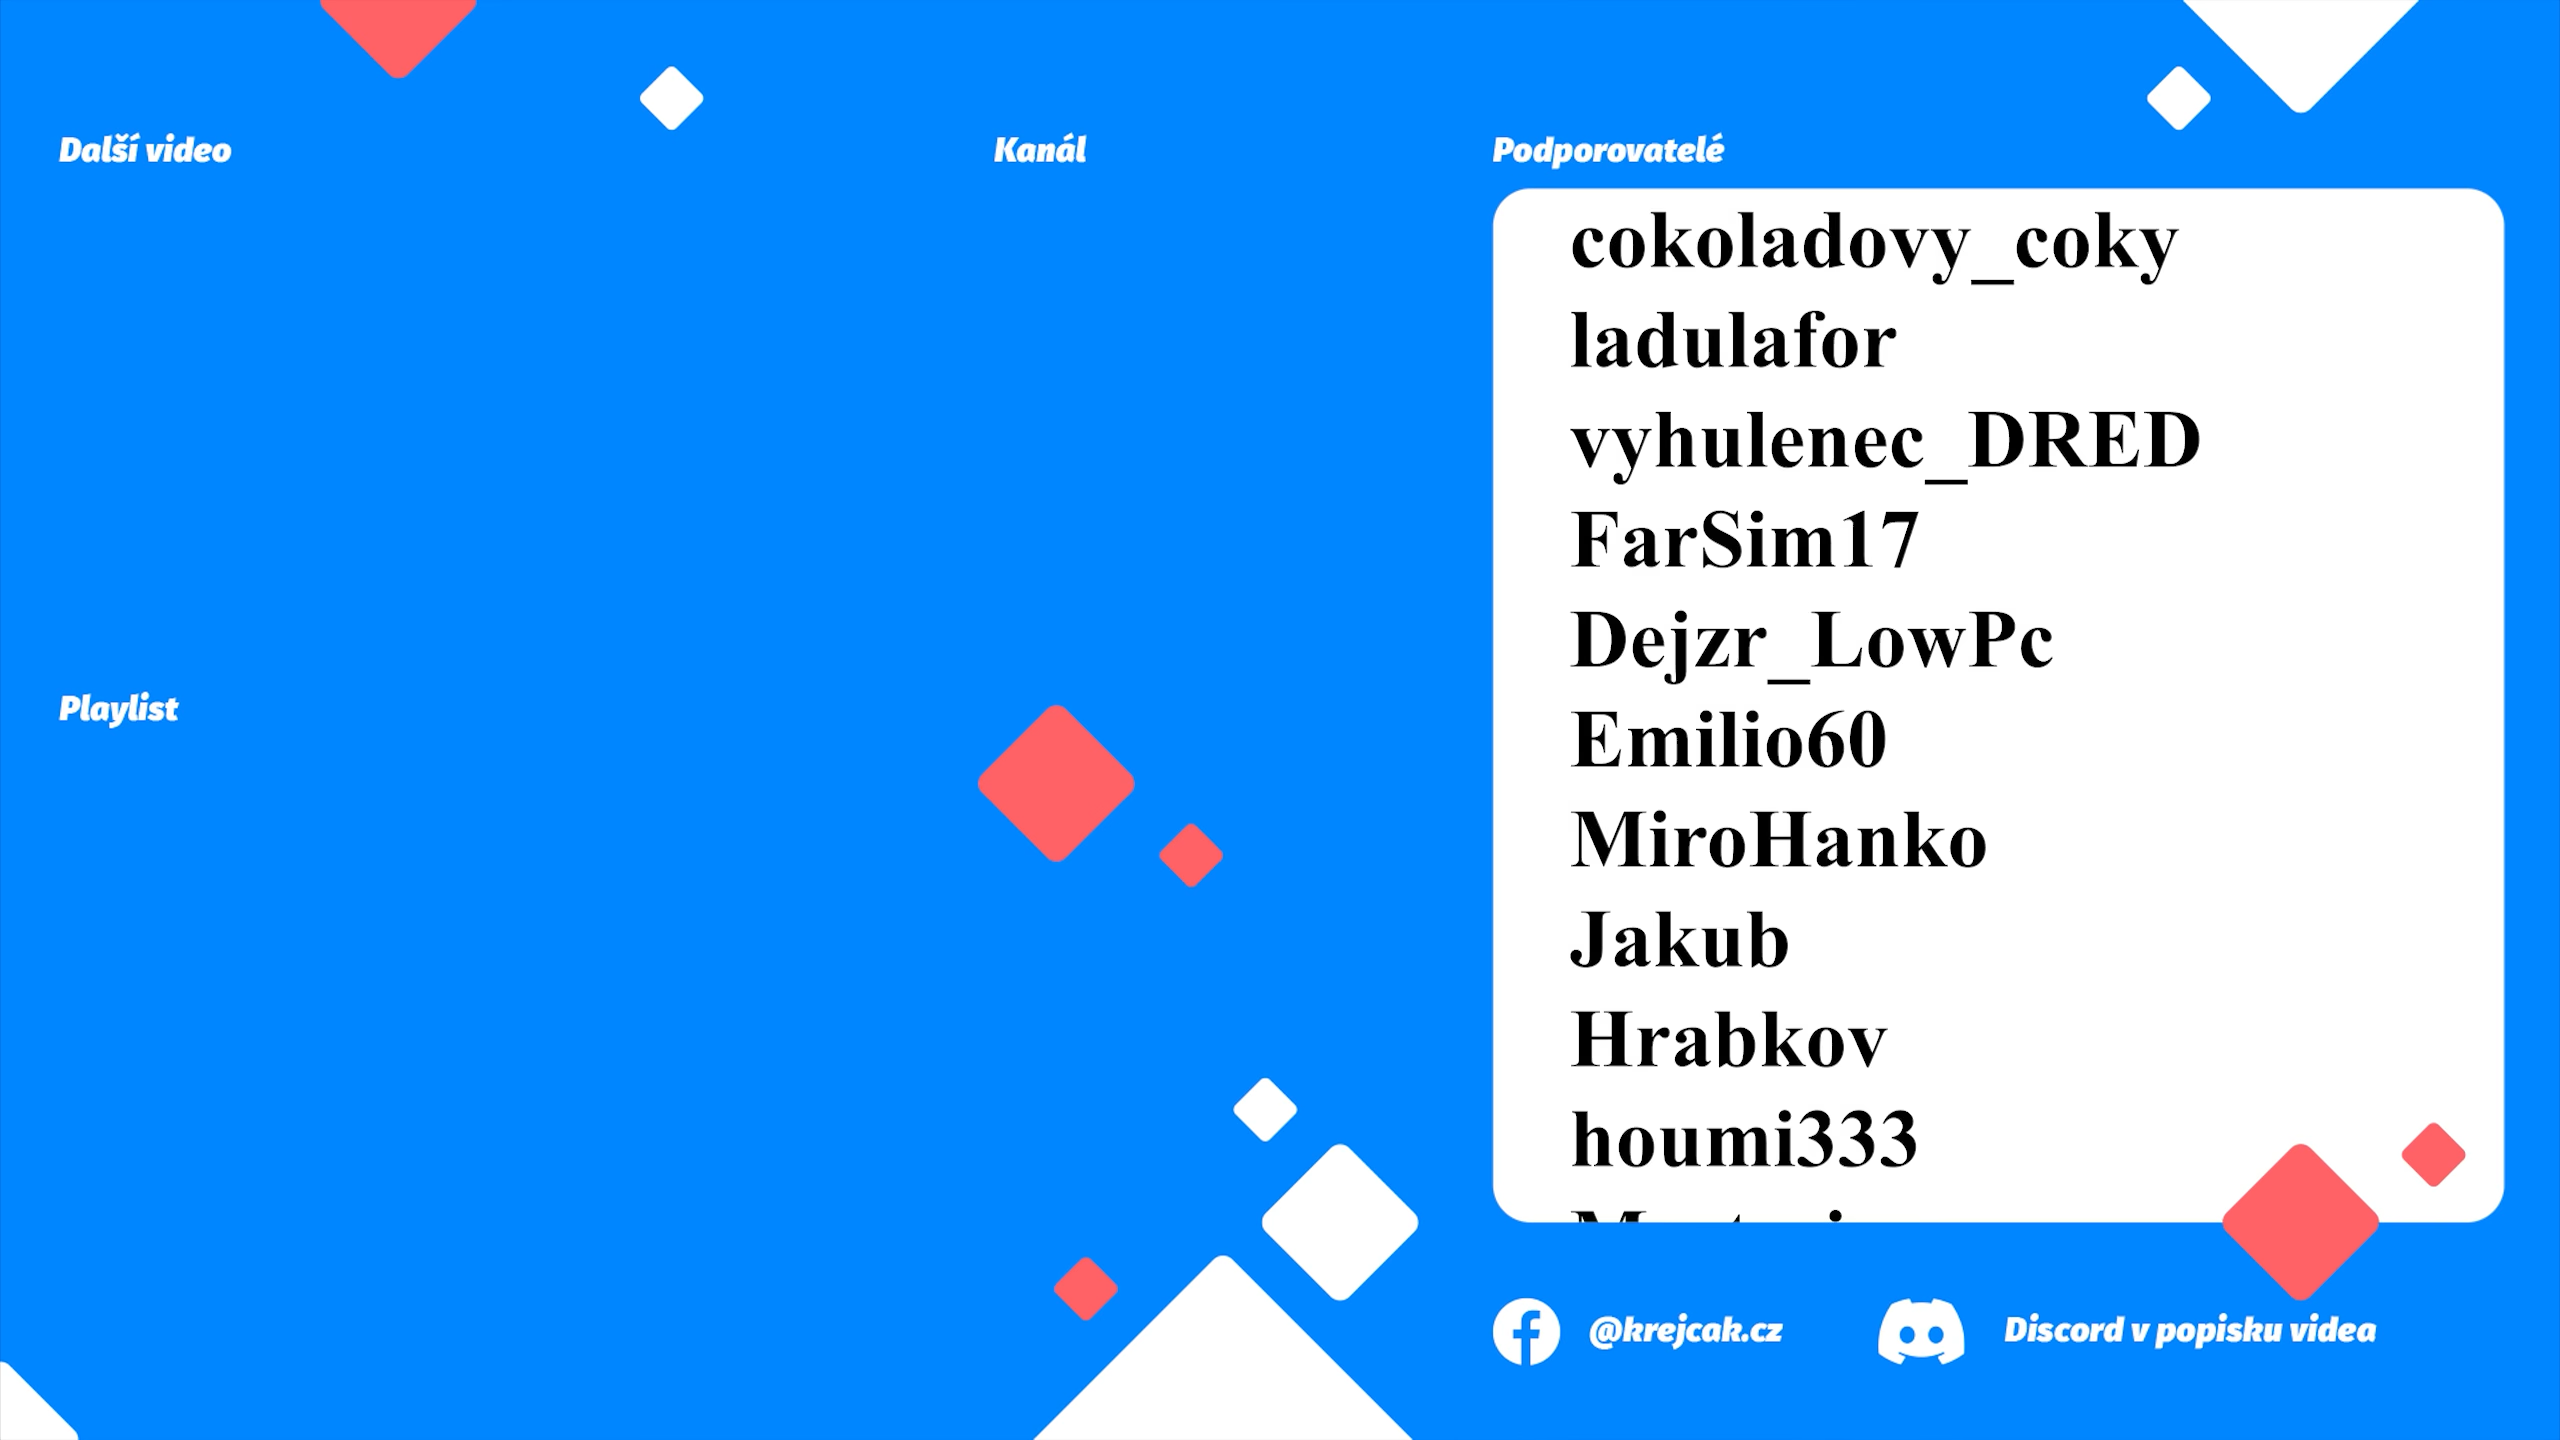 Další video
Kanál
Podporovatelé
cokoladovy_coky
ladulafor
vyhulenec_DRED
FarSim17
Dejzr_LowPc
Emilio60
MiroHanko
Jakub
Hrabkov
houmi333
Playlist
@krejcak.cz
Discord v popisku videa